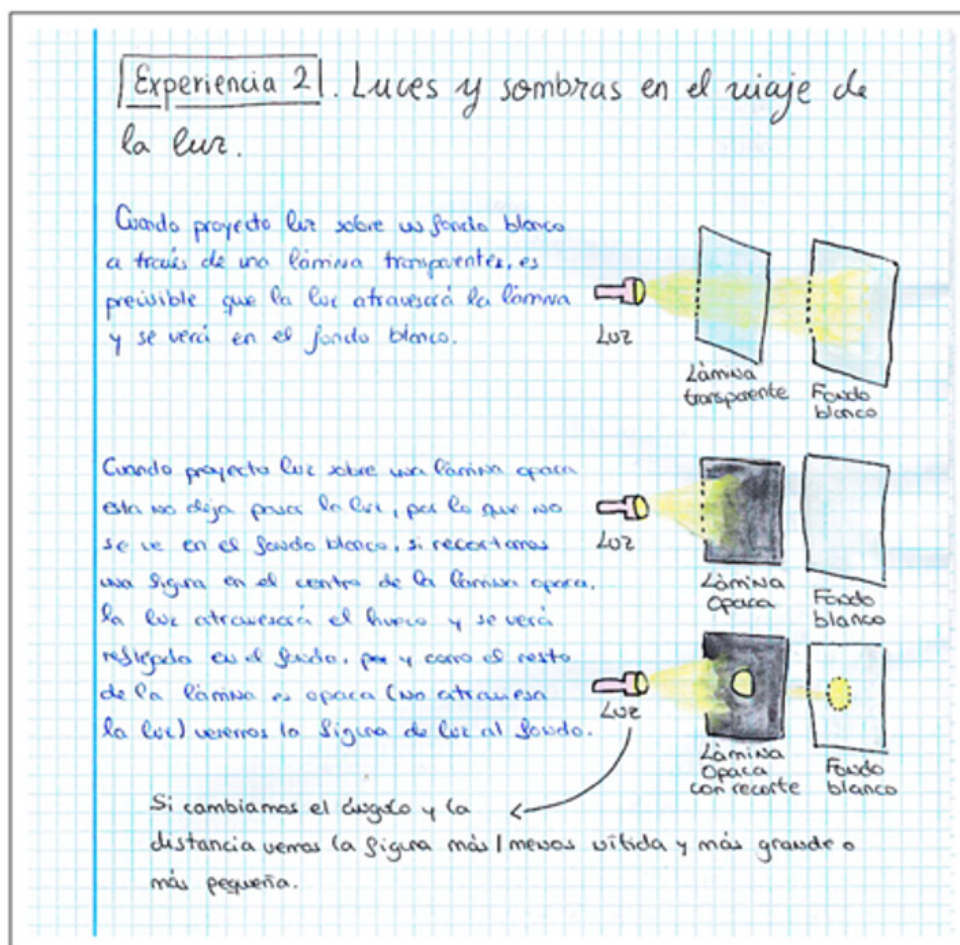 Experiencia 2. Luces y sombras en el viaje de
la luz.
Cuando proyecto luz sobre un fondo blanco
a través de una lámina transparentes, es
previsible que la luz atravesará la lámina
y se verá en el fondo blanco.
Luz
Lámina
transparente
Fondo
blanco
Cuando proyecto luz sobre una lámina opaca
esta no deja pasar la luz, por lo que no
se ve en el fondo blanco, si recortamos
una figura en el centro de la lámina opaca,
la luz atravesará el hueco y se verá
reflejada en el fondo, por y como el resto
de la lámina es opaca (no atraviesa
la luz) veremos la figura de luz al fondo.
Luz
Lámina
Opaca
Fondo
blanco
Luz
Lámina
Opaca
con recorte
Fondo
blanco
Si cambiamos el ángulo y la
distancia vemos la figura más/menos nítida y más grande o
más pequeña.